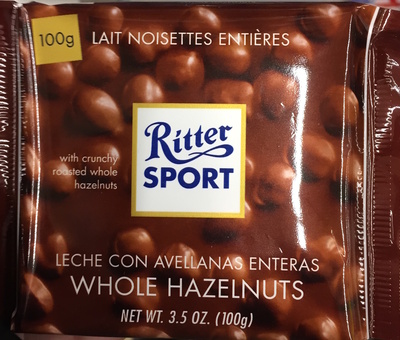 100g
LAIT NOISETTES ENTIÈRES
Ritter
SPORT
with crunchy
roasted whole
hazelnuts
LECHE CON AVELLANAS ENTERAS
WHOLE HAZELNUTS
NET WT. 3.5 OZ. (100g)